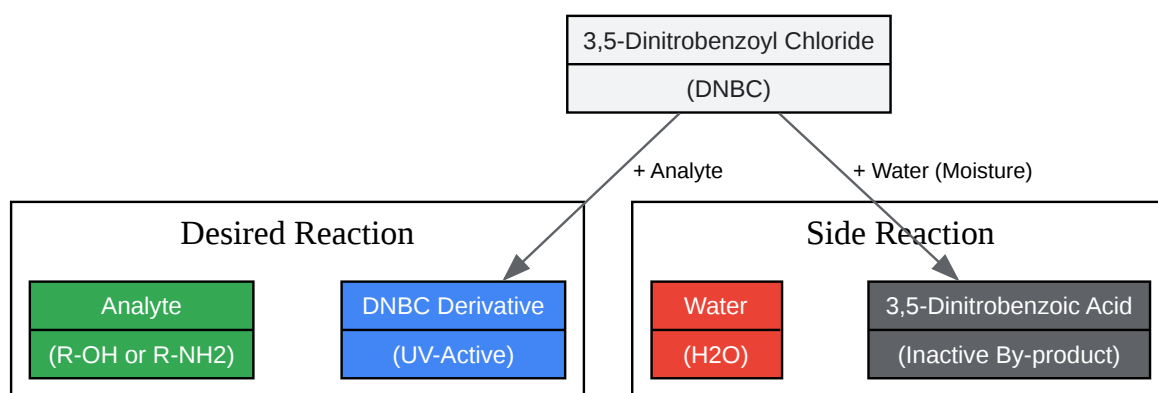 3,5-Dinitrobenzoyl Chloride
(DNBC)
+ Analyte
+ Water (Moisture)
Desired Reaction
Analyte
(R-OH or R-NH2)
DNBC Derivative
(UV-Active)
Side Reaction
Water
(H2O)
3,5-Dinitrobenzoic Acid
(Inactive By-product)